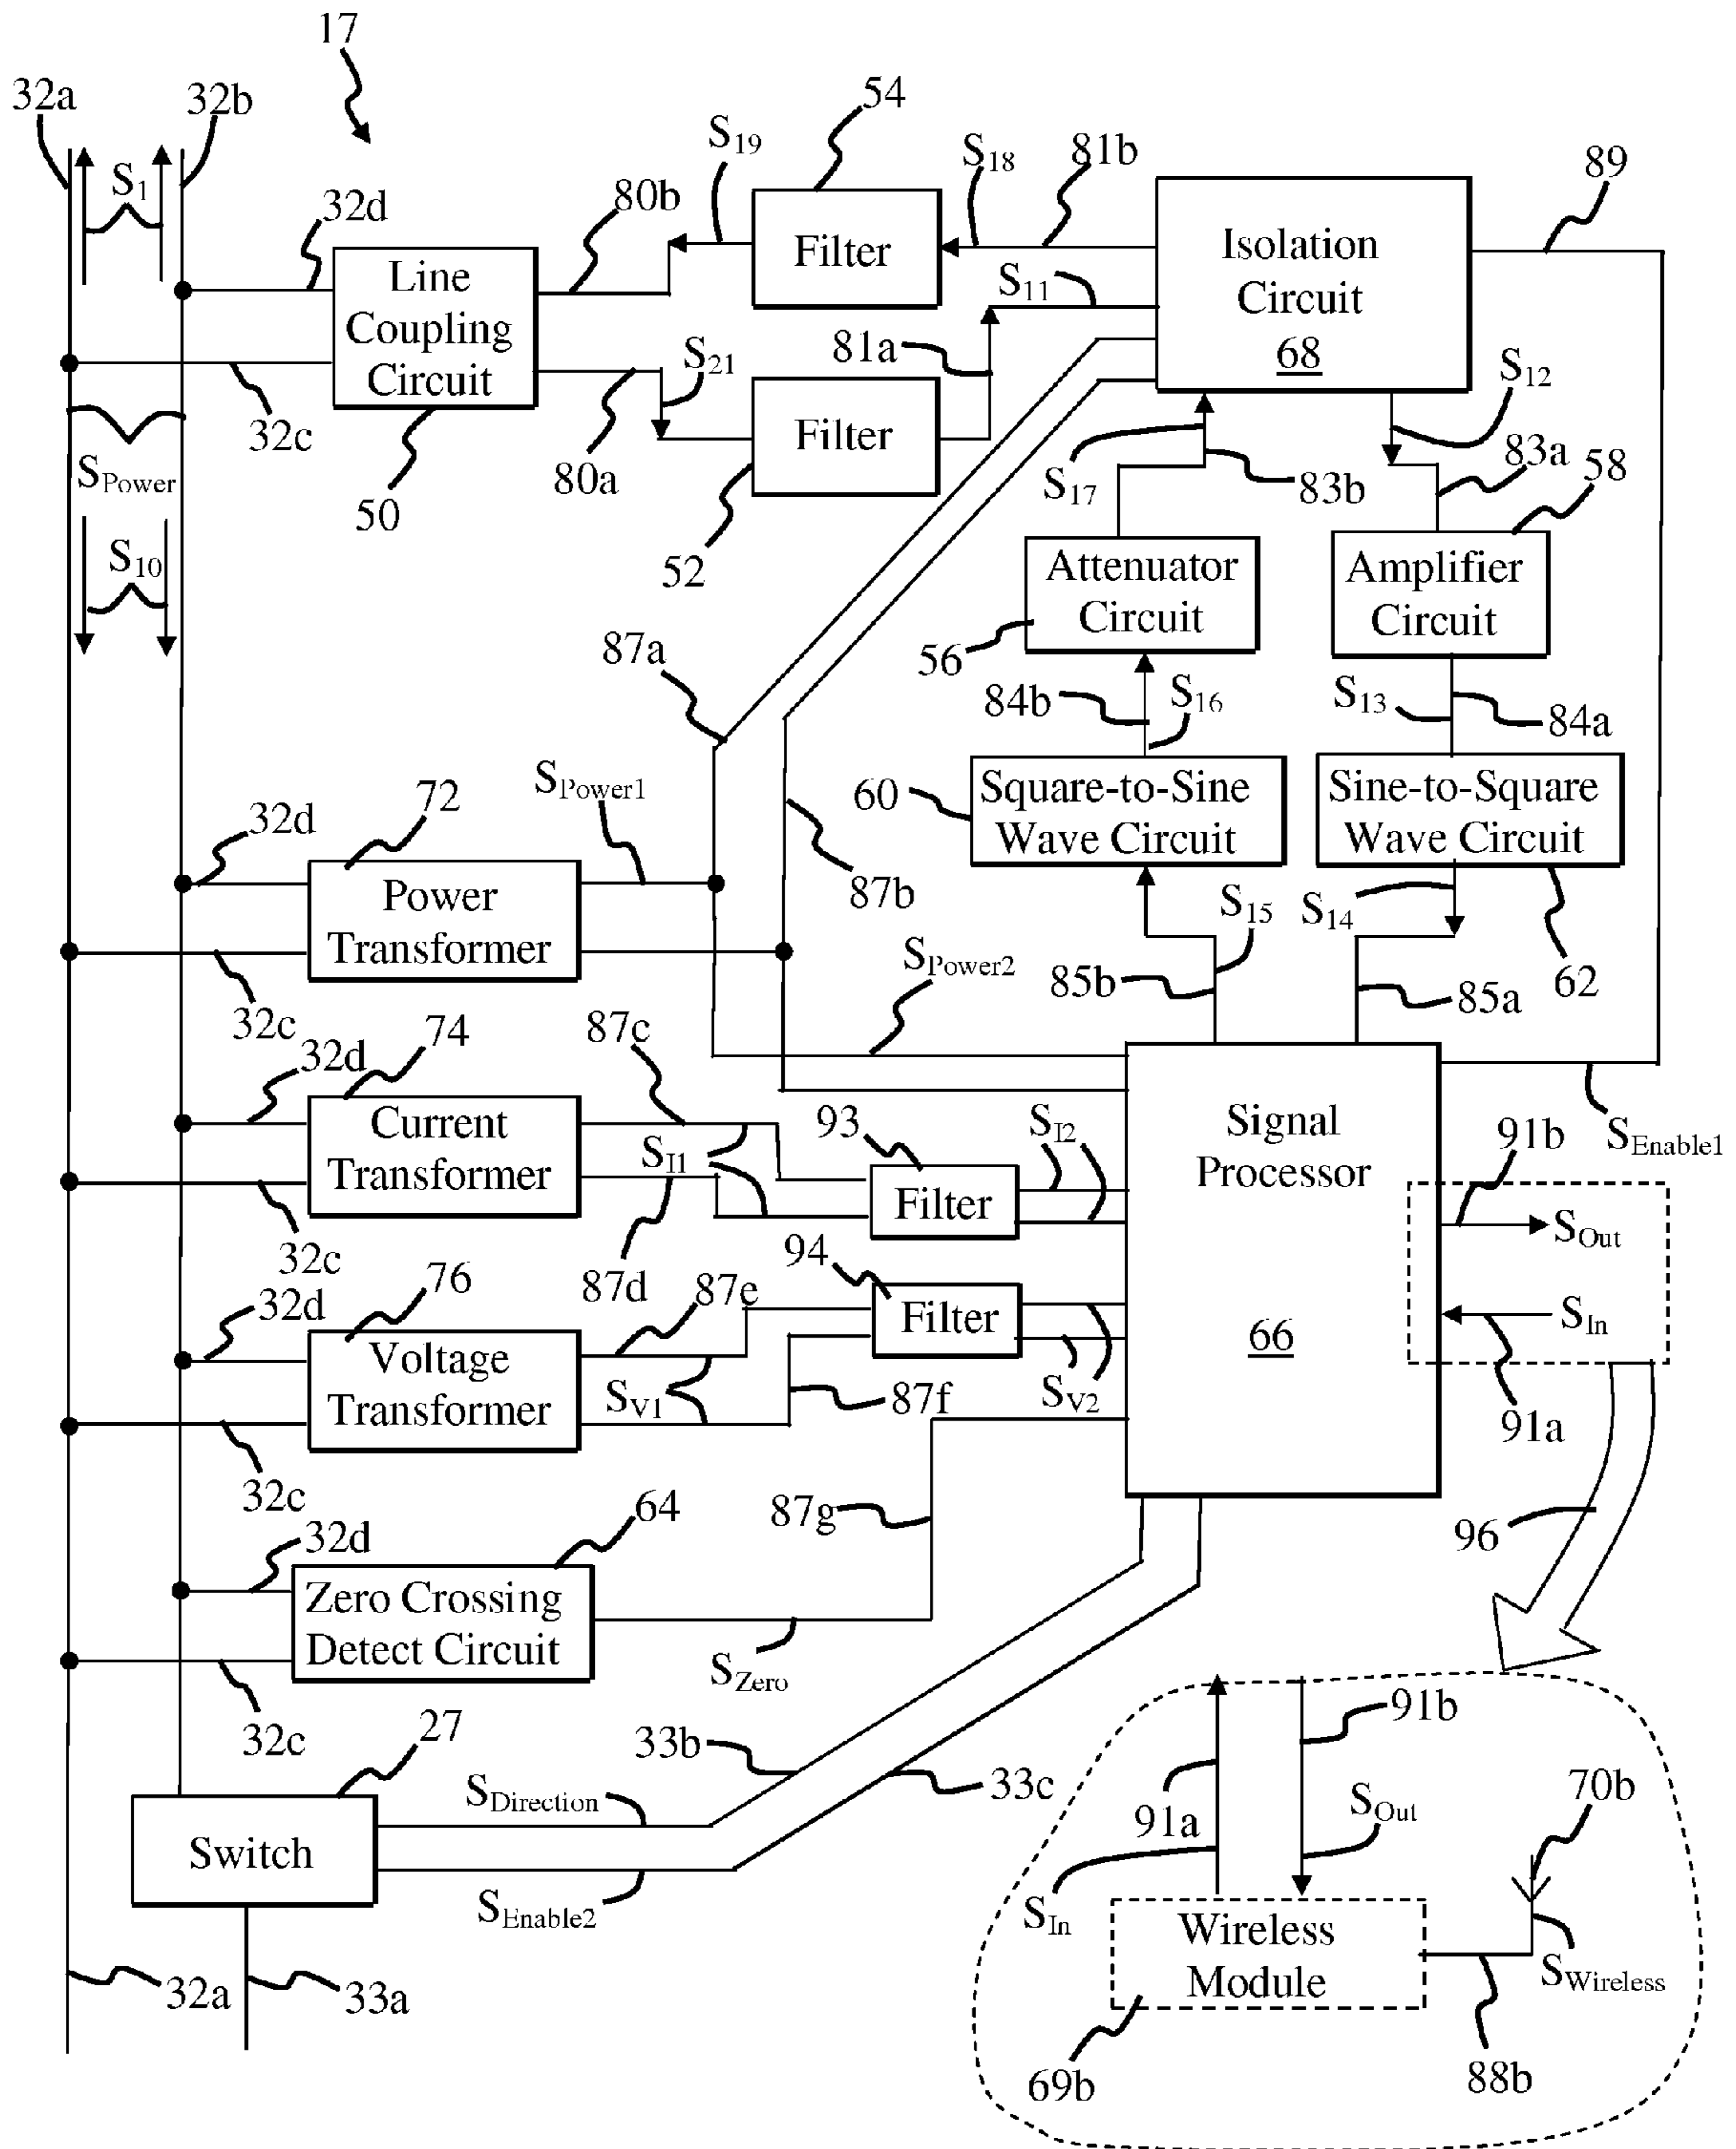 17
32a
32b
54
S19
S18
81b
89
S1
32d
80b
Filter
Isolation
Circuit
68
Line
Coupling
Circuit
S11
S21
81a
S12
32c
80a
Filter
S17
83b
83a
58
SPower
50
52
S10
Attenuator
Circuit
Amplifier
Circuit
87a
56
84b
S16
S13
84a
SPower1
72
32d
60
Square-to-Sine
Wave Circuit
Sine-to-Square
Wave Circuit
87b
Power
Transformer
S15
S14
SPower2
85b
85a
62
32c
74
87c
32d
93
SI2
Signal
Processor
66
91b
SEnable1
Current
Transformer
SI1
Filter
SOut
32c
87d
94
76
87e
32d
Filter
SIn
Voltage
Transformer
SV1
87f
SV2
91a
32c
64
87g
96
32d
Zero Crossing
Detect Circuit
SZero
32c
27
33b
91b
SDirection
33c
70b
91a
SOut
Switch
SEnable2
SIn
Wireless
Module
SWireless
32a
33a
69b
88b